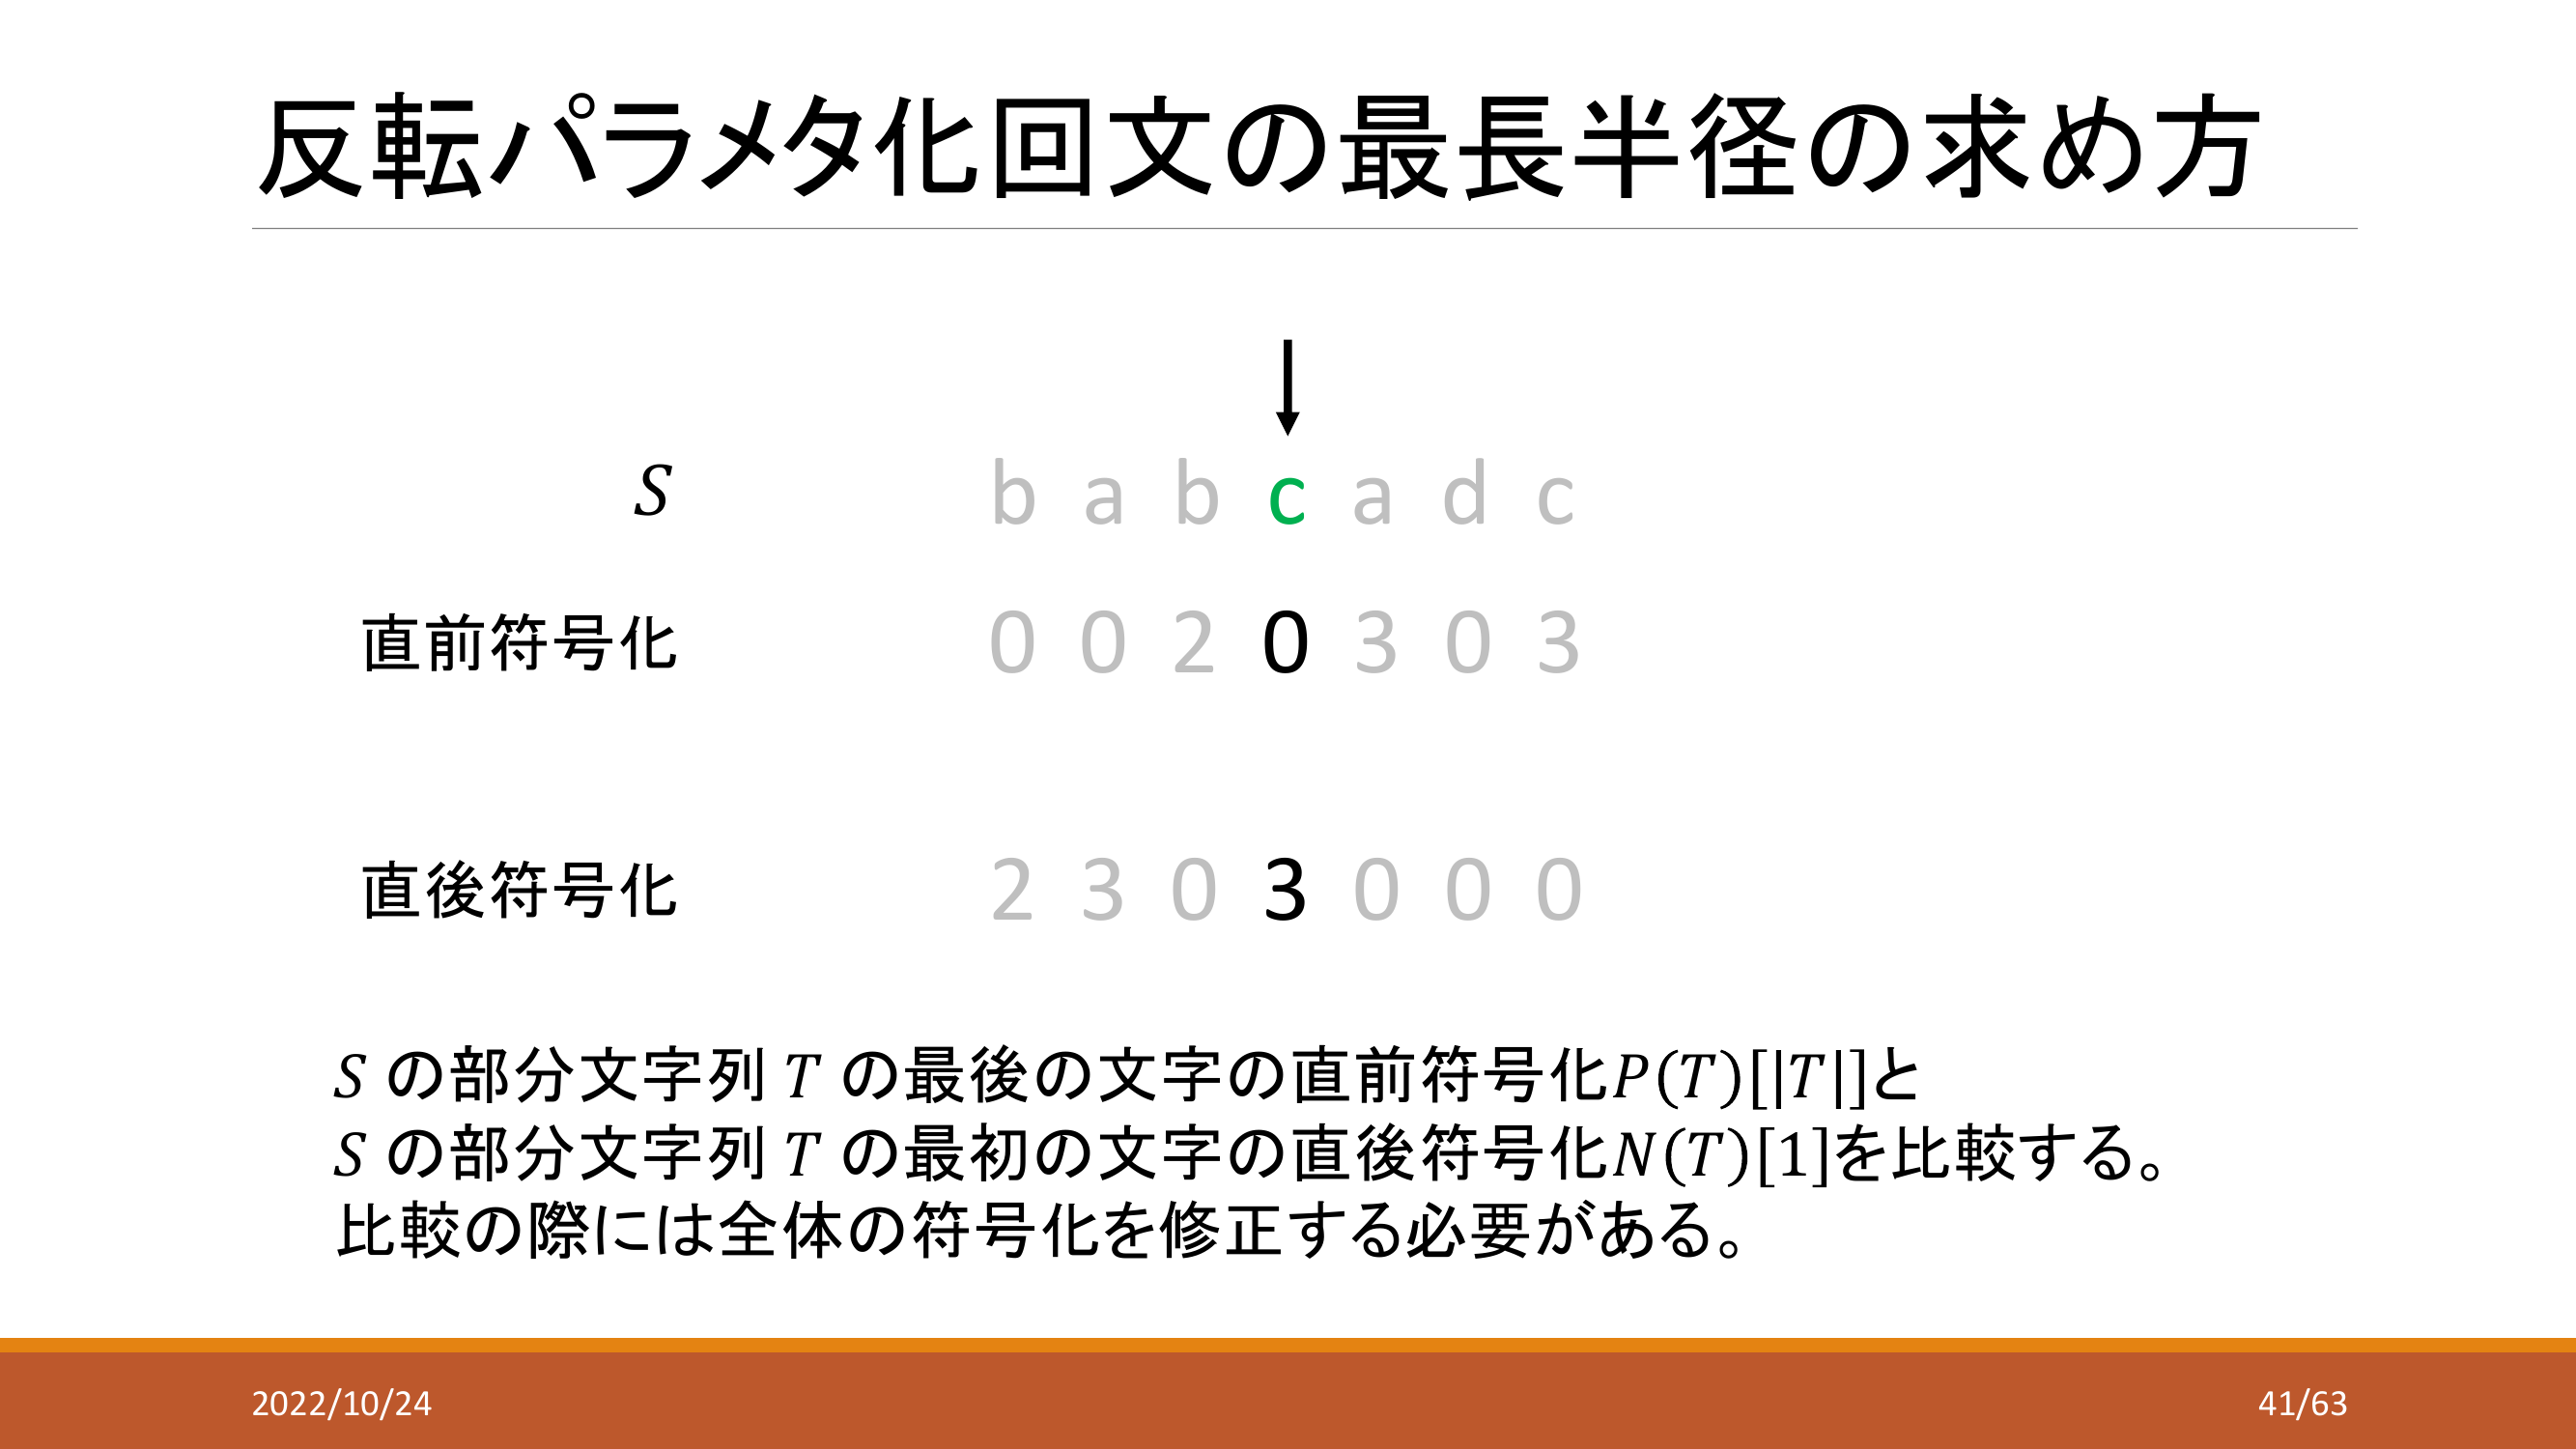 反転パラメタ化回文の最長半径の求め方
S b a b c a d c
直前符号化 0 0 2 0 3 0 3
直後符号化 2 3 0 3 0 0 0
S の部分文字列 T の最後の文字の直前符号化P(T)[|T|]と
S の部分文字列 T の最初の文字の直後符号化N(T)[1]を比較する。
比較の際には全体の符号化を修正する必要がある。
2022/10/24 41/63